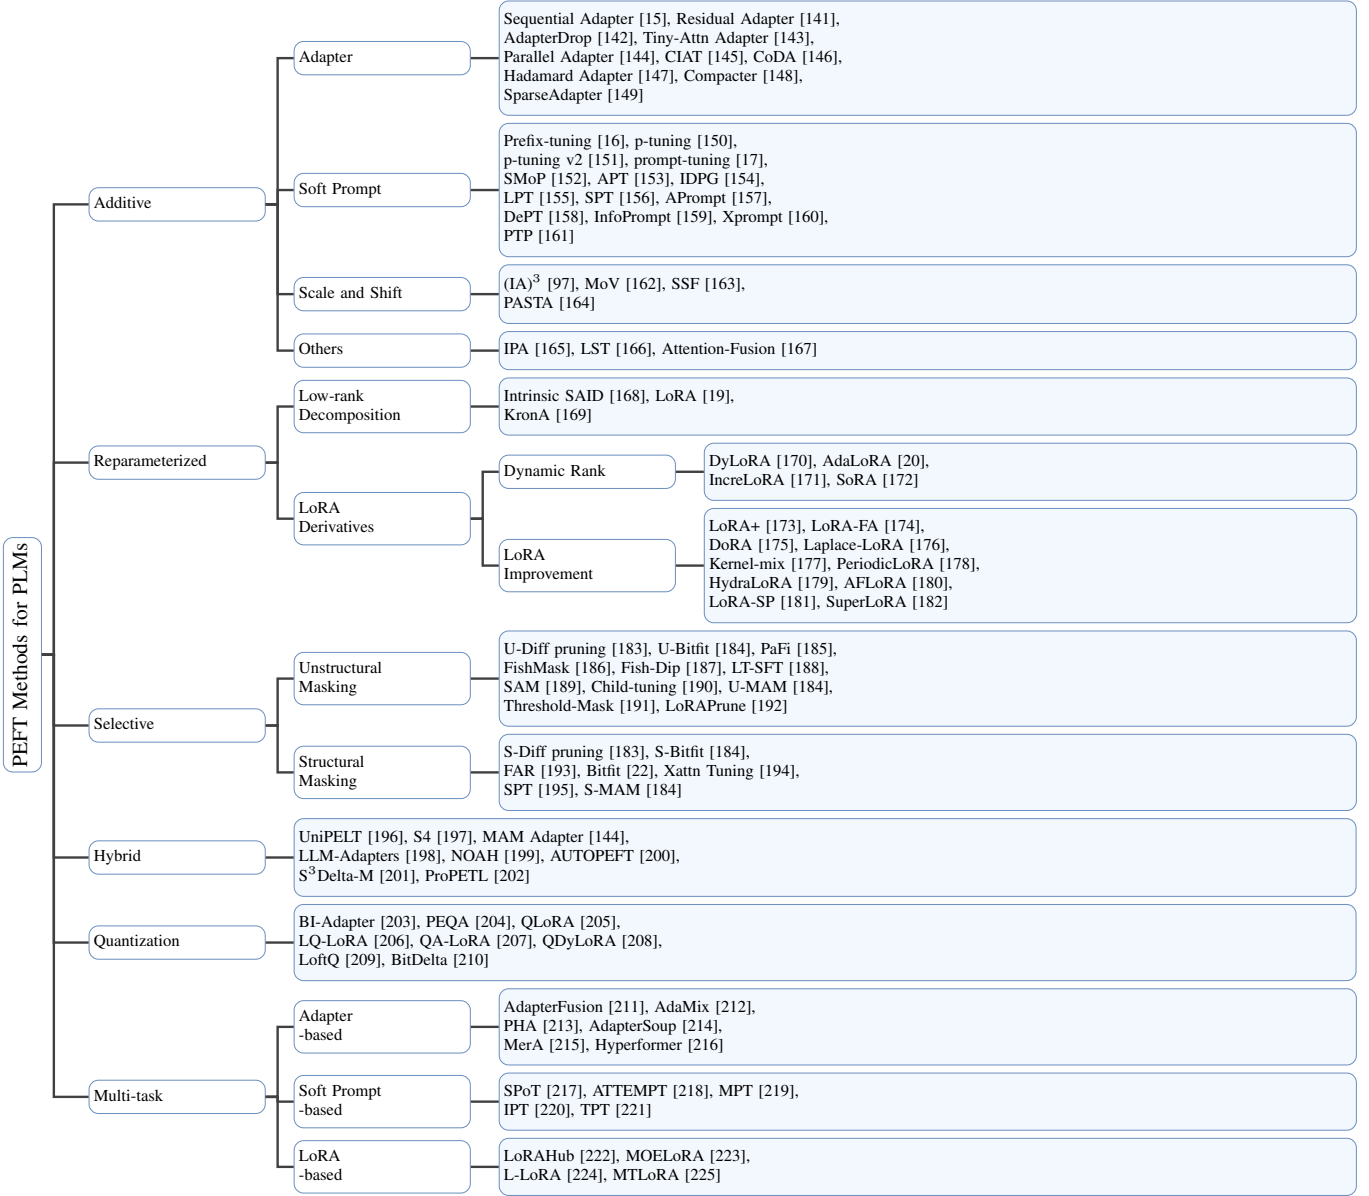 PEFT Methods for PLMs
Additive
Adapter
Sequential Adapter [15], Residual Adapter [141],
AdapterDrop [142], Tiny-Attn Adapter [143],
Parallel Adapter [144], CIAT [145], CoDA [146],
Hadamard Adapter [147], Compacter [148],
SparseAdapter [149]
Soft Prompt
Prefix-tuning [16], p-tuning [150],
p-tuning v2 [151], prompt-tuning [17],
SMoP [152], APT [153], IDPG [154],
LPT [155], SPT [156], APrompt [157],
DePT [158], InfoPrompt [159], Xprompt [160],
PTP [161]
Scale and Shift
(IA)³ [97], MoV [162], SSF [163],
PASTA [164]
Others
IPA [165], LST [166], Attention-Fusion [167]
Reparameterized
Low-rank
Decomposition
Intrinsic SAID [168], LoRA [19],
KronA [169]
LoRA
Derivatives
Dynamic Rank
DyLoRA [170], AdaLoRA [20],
IncreLoRA [171], SoRA [172]
LoRA
Improvement
LoRA+ [173], LoRA-FA [174],
DoRA [175], Laplace-LoRA [176],
Kernel-mix [177], PeriodicLoRA [178],
HydraLoRA [179], AFLoRA [180],
LoRA-SP [181], SuperLoRA [182]
Selective
Unstructural
Masking
U-Diff pruning [183], U-Bitfit [184], PaFi [185],
FishMask [186], Fish-Dip [187], LT-SFT [188],
SAM [189], Child-tuning [190], U-MAM [184],
Threshold-Mask [191], LoRAPrune [192]
Structural
Masking
S-Diff pruning [183], S-Bitfit [184],
FAR [193], Bitfit [22], Xattn Tuning [194],
SPT [195], S-MAM [184]
Hybrid
UniPELT [196], S4 [197], MAM Adapter [144],
LLM-Adapters [198], NOAH [199], AUTOPEFT [200],
S³Delta-M [201], ProPETL [202]
Quantization
BI-Adapter [203], PEQA [204], QLoRA [205],
LQ-LoRA [206], QA-LoRA [207], QDyLoRA [208],
LoftQ [209], BitDelta [210]
Multi-task
Adapter
-based
AdapterFusion [211], AdaMix [212],
PHA [213], AdapterSoup [214],
MerA [215], Hyperformer [216]
Soft Prompt
-based
SPoT [217], ATTEMPT [218], MPT [219],
IPT [220], TPT [221]
LoRA
-based
LoRAHub [222], MOELoRA [223],
L-LoRA [224], MTLoRA [225]